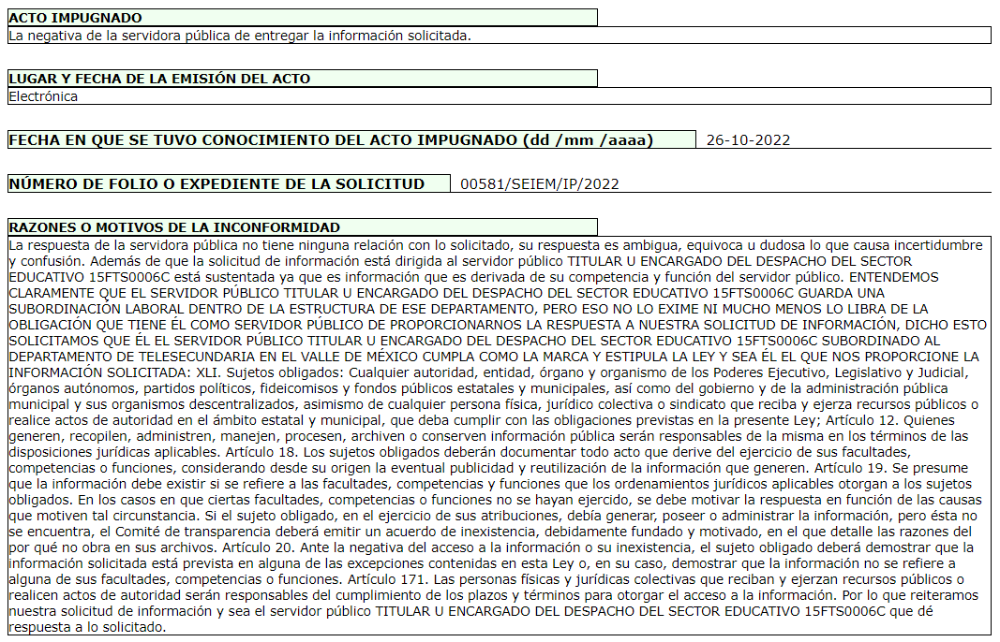 ACTO IMPUGNADO
La negativa de la servidora pública de entregar la información solicitada.
LUGAR Y FECHA DE LA EMISIÓN DEL ACTO
Electrónica
FECHA EN QUE SE TUVO CONOCIMIENTO DEL ACTO IMPUGNADO (dd /mm /aaaa) 26-10-2022
NÚMERO DE FOLIO O EXPEDIENTE DE LA SOLICITUD 00581/SEIEM/IP/2022
RAZONES O MOTIVOS DE LA INCONFORMIDAD
La respuesta de la servidora pública no tiene ninguna relación con lo solicitado, su respuesta es ambigua, equivoca u dudosa lo que causa incertidumbre
y confusión. Además de que la solicitud de información está dirigida al servidor público TITULAR U ENCARGADO DEL DESPACHO DEL SECTOR
EDUCATIVO 15FTS0006C está sustentada ya que es información que es derivada de su competencia y función del servidor público. ENTENDEMOS
CLARAMENTE QUE EL SERVIDOR PÚBLICO TITULAR U ENCARGADO DEL DESPACHO DEL SECTOR EDUCATIVO 15FTS0006C GUARDA UNA
SUBORDINACIÓN LABORAL DENTRO DE LA ESTRUCTURA DE ESE DEPARTAMENTO, PERO ESO NO LO EXIME NI MUCHO MENOS LO LIBRA DE LA
OBLIGACIÓN QUE TIENE ÉL COMO SERVIDOR PÚBLICO DE PROPORCIONARNOS LA RESPUESTA A NUESTRA SOLICITUD DE INFORMACIÓN, DICHO ESTO
SOLICITAMOS QUE ÉL EL SERVIDOR PÚBLICO TITULAR U ENCARGADO DEL DESPACHO DEL SECTOR EDUCATIVO 15FTS0006C SUBORDINADO AL
DEPARTAMENTO DE TELESECUNDARIA EN EL VALLE DE MÉXICO CUMPLA COMO LA MARCA Y ESTIPULA LA LEY Y SEA ÉL EL QUE NOS PROPORCIONE LA
INFORMACIÓN SOLICITADA: XLI. Sujetos obligados: Cualquier autoridad, entidad, órgano y organismo de los Poderes Ejecutivo, Legislativo y Judicial,
órganos autónomos, partidos políticos, fideicomisos y fondos públicos estatales y municipales, así como del gobierno y de la administración pública
municipal y sus organismos descentralizados, asimismo de cualquier persona física, jurídico colectiva o sindicato que reciba y ejerza recursos públicos o
realice actos de autoridad en el ámbito estatal y municipal, que deba cumplir con las obligaciones previstas en la presente Ley; Artículo 12. Quienes
generen, recopilen, administren, manejen, procesen, archiven o conserven información pública serán responsables de la misma en los términos de las
disposiciones jurídicas aplicables. Artículo 18. Los sujetos obligados deberán documentar todo acto que derive del ejercicio de sus facultades,
competencias o funciones, considerando desde su origen la eventual publicidad y reutilización de la información que generen. Artículo 19. Se presume
que la información debe existir si se refiere a las facultades, competencias y funciones que los ordenamientos jurídicos aplicables otorgan a los sujetos
obligados. En los casos en que ciertas facultades, competencias o funciones no se hayan ejercido, se debe motivar la respuesta en función de las causas
que motiven tal circunstancia. Si el sujeto obligado, en el ejercicio de sus atribuciones, debía generar, poseer o administrar la información, pero ésta no
se encuentra, el Comité de transparencia deberá emitir un acuerdo de inexistencia, debidamente fundado y motivado, en el que detalle las razones del
por qué no obra en sus archivos. Artículo 20. Ante la negativa del acceso a la información o su inexistencia, el sujeto obligado deberá demostrar que la
información solicitada está prevista en alguna de las excepciones contenidas en esta Ley o, en su caso, demostrar que la información no se refiere a
alguna de sus facultades, competencias o funciones. Artículo 171. Las personas físicas y jurídicas colectivas que reciban y ejerzan recursos públicos o
realicen actos de autoridad serán responsables del cumplimiento de los plazos y términos para otorgar el acceso a la información. Por lo que reiteramos
nuestra solicitud de información y sea el servidor público TITULAR U ENCARGADO DEL DESPACHO DEL SECTOR EDUCATIVO 15FTS0006C que dé
respuesta a lo solicitado.